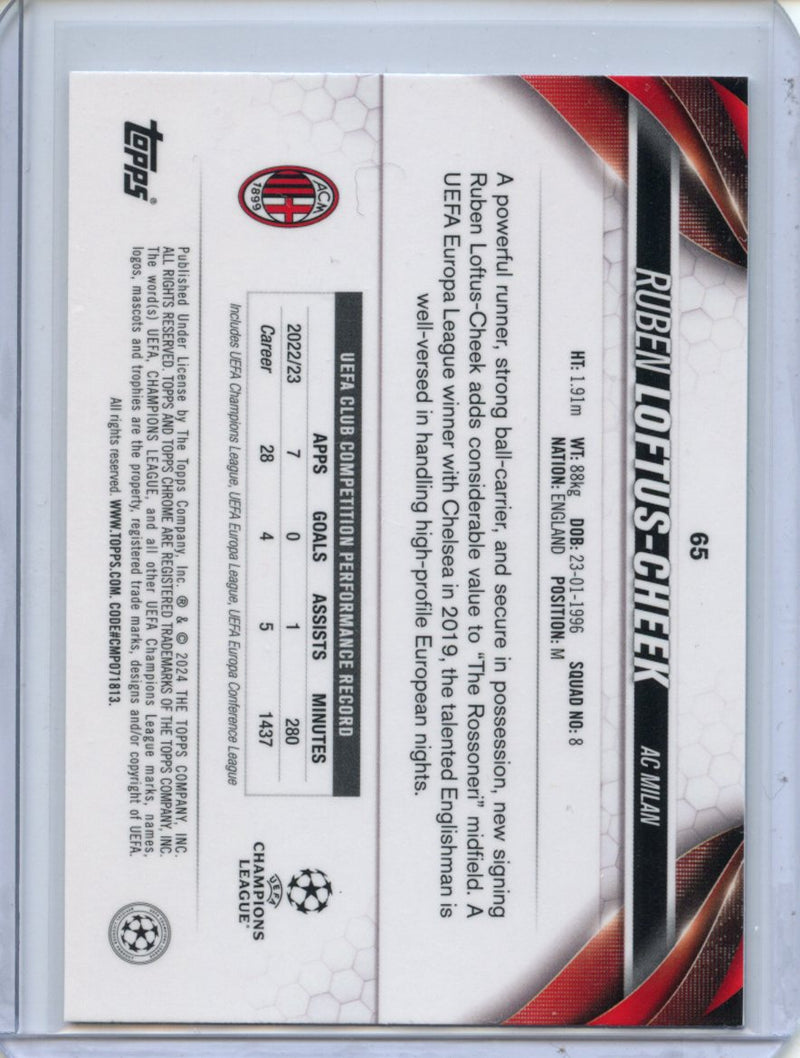 65
RUBEN LOFTUS-CHEEK AC MILAN
HT: 1.91m WT: 88kg DOB: 23-01-1996 SQUAD NO: 8
NATION: ENGLAND POSITION: M
A powerful runner, strong ball-carrier, and secure in possession, new signing
Ruben Loftus-Cheek adds considerable value to "The Rossoneri" midfield. A
UEFA Europa League winner with Chelsea in 2019, the talented Englishman is
well-versed in handling high-profile European nights.
ACM
1899
UEFA CLUB COMPETITION PERFORMANCE RECORD
APPS GOALS ASSISTS MINUTES
2022/23 7 0 1 280
Career 28 4 5 1437
Includes UEFA Champions League, UEFA Europa League, UEFA Europa Conference League
UEFA
CHAMPIONS
LEAGUE®
topps®
Published Under License by The Topps Company, Inc. ® & © 2024 THE TOPPS COMPANY, INC.
ALL RIGHTS RESERVED. TOPPS AND TOPPS CHROME ARE REGISTERED TRADEMARKS OF THE TOPPS COMPANY, INC.
The word(s) UEFA, CHAMPIONS LEAGUE, and all other UEFA Champions League marks, names,
logos, mascots and trophies are the property, registered trade marks, designs and/or copyright of UEFA.
All rights reserved. WWW.TOPPS.COM. CODE#CMP071813.